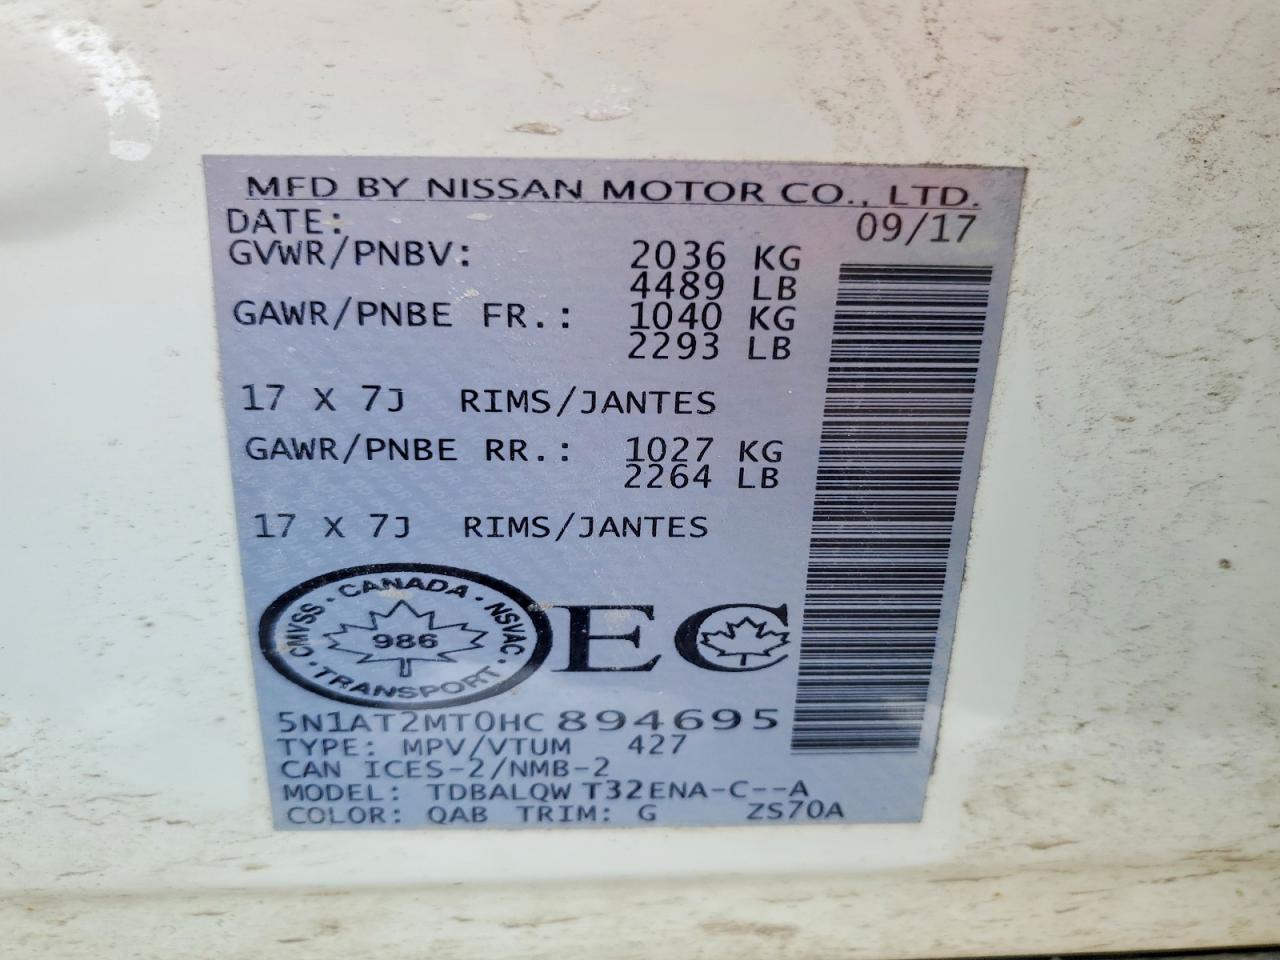 MFD BY NISSAN MOTOR CO., LTD.
DATE: 09/17
GVWR/PNBV: 2036 KG
4489 LB
GAWR/PNBE FR.: 1040 KG
2293 LB
17 X 7J RIMS/JANTES
GAWR/PNBE RR.: 1027 KG
2264 LB
17 X 7J RIMS/JANTES
CANADA · NSVAC · TRANSPORT · CMVSS ·
986
EC
5N1AT2MT0HC894695
TYPE: MPV/VTUM 427
CAN ICES-2/NMB-2
MODEL: TDBALQW T32ENA-C--A
COLOR: QAB TRIM: G ZS70A